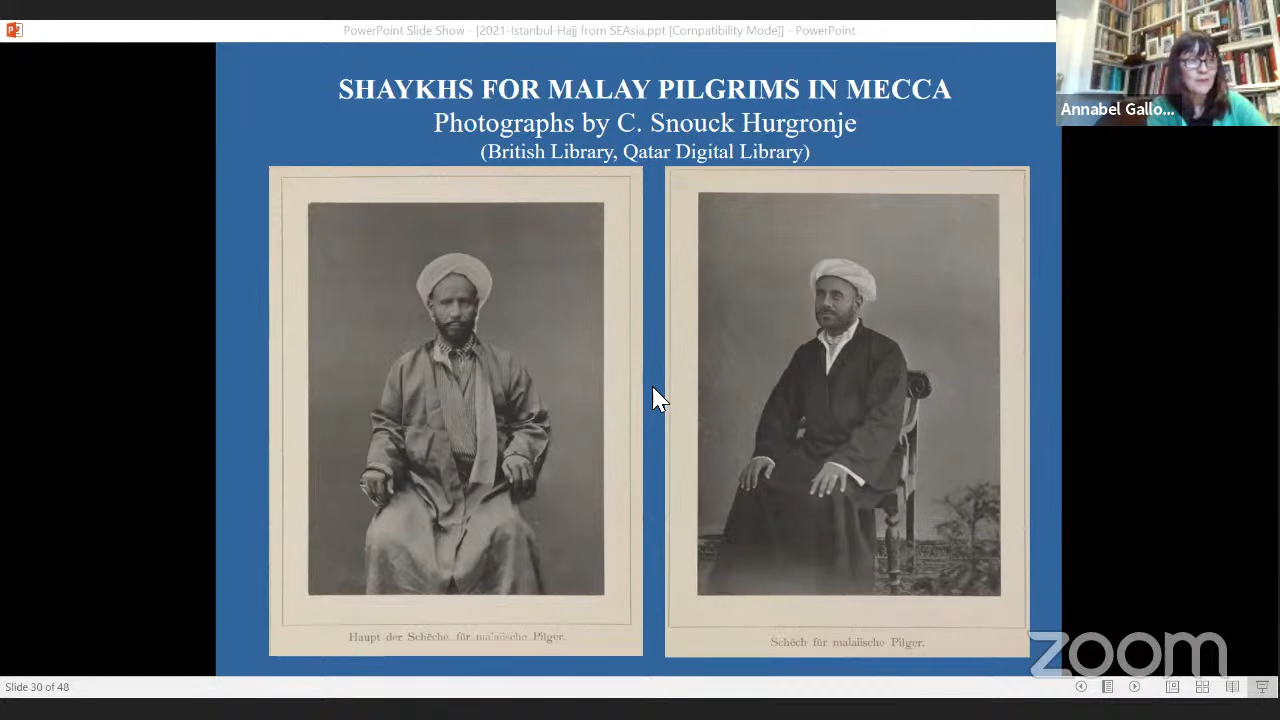 PowerPoint Slide Show - [2021-Istanbul-Hajj from SEAsia.ppt [Compatibility Mode]] - PowerPoint
SHAYKHS FOR MALAY PILGRIMS IN MECCA
Photographs by C. Snouck Hurgronje
(British Library, Qatar Digital Library)
Annabel Gallo...
Haupt der Schêche für malaiische Pilger.
Schêch für malaiische Pilger.
zoom
Slide 30 of 48